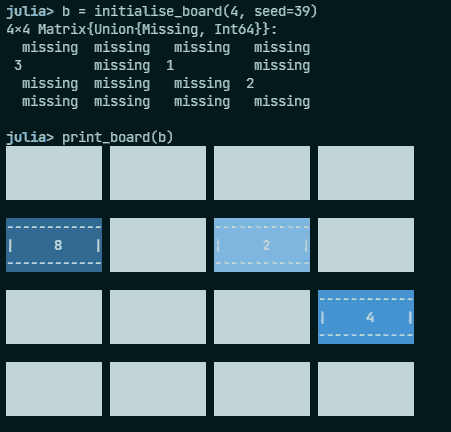 julia> b = initialise_board(4, seed=39)
4×4 Matrix{Union{Missing, Int64}}:
  missing  missing   missing   missing
 3         missing  1          missing
  missing  missing   missing  2
  missing  missing   missing   missing
julia> print_board(b)
------------ ------------
|     8    | |     2    |
------------ ------------
------------
|     4    |
------------